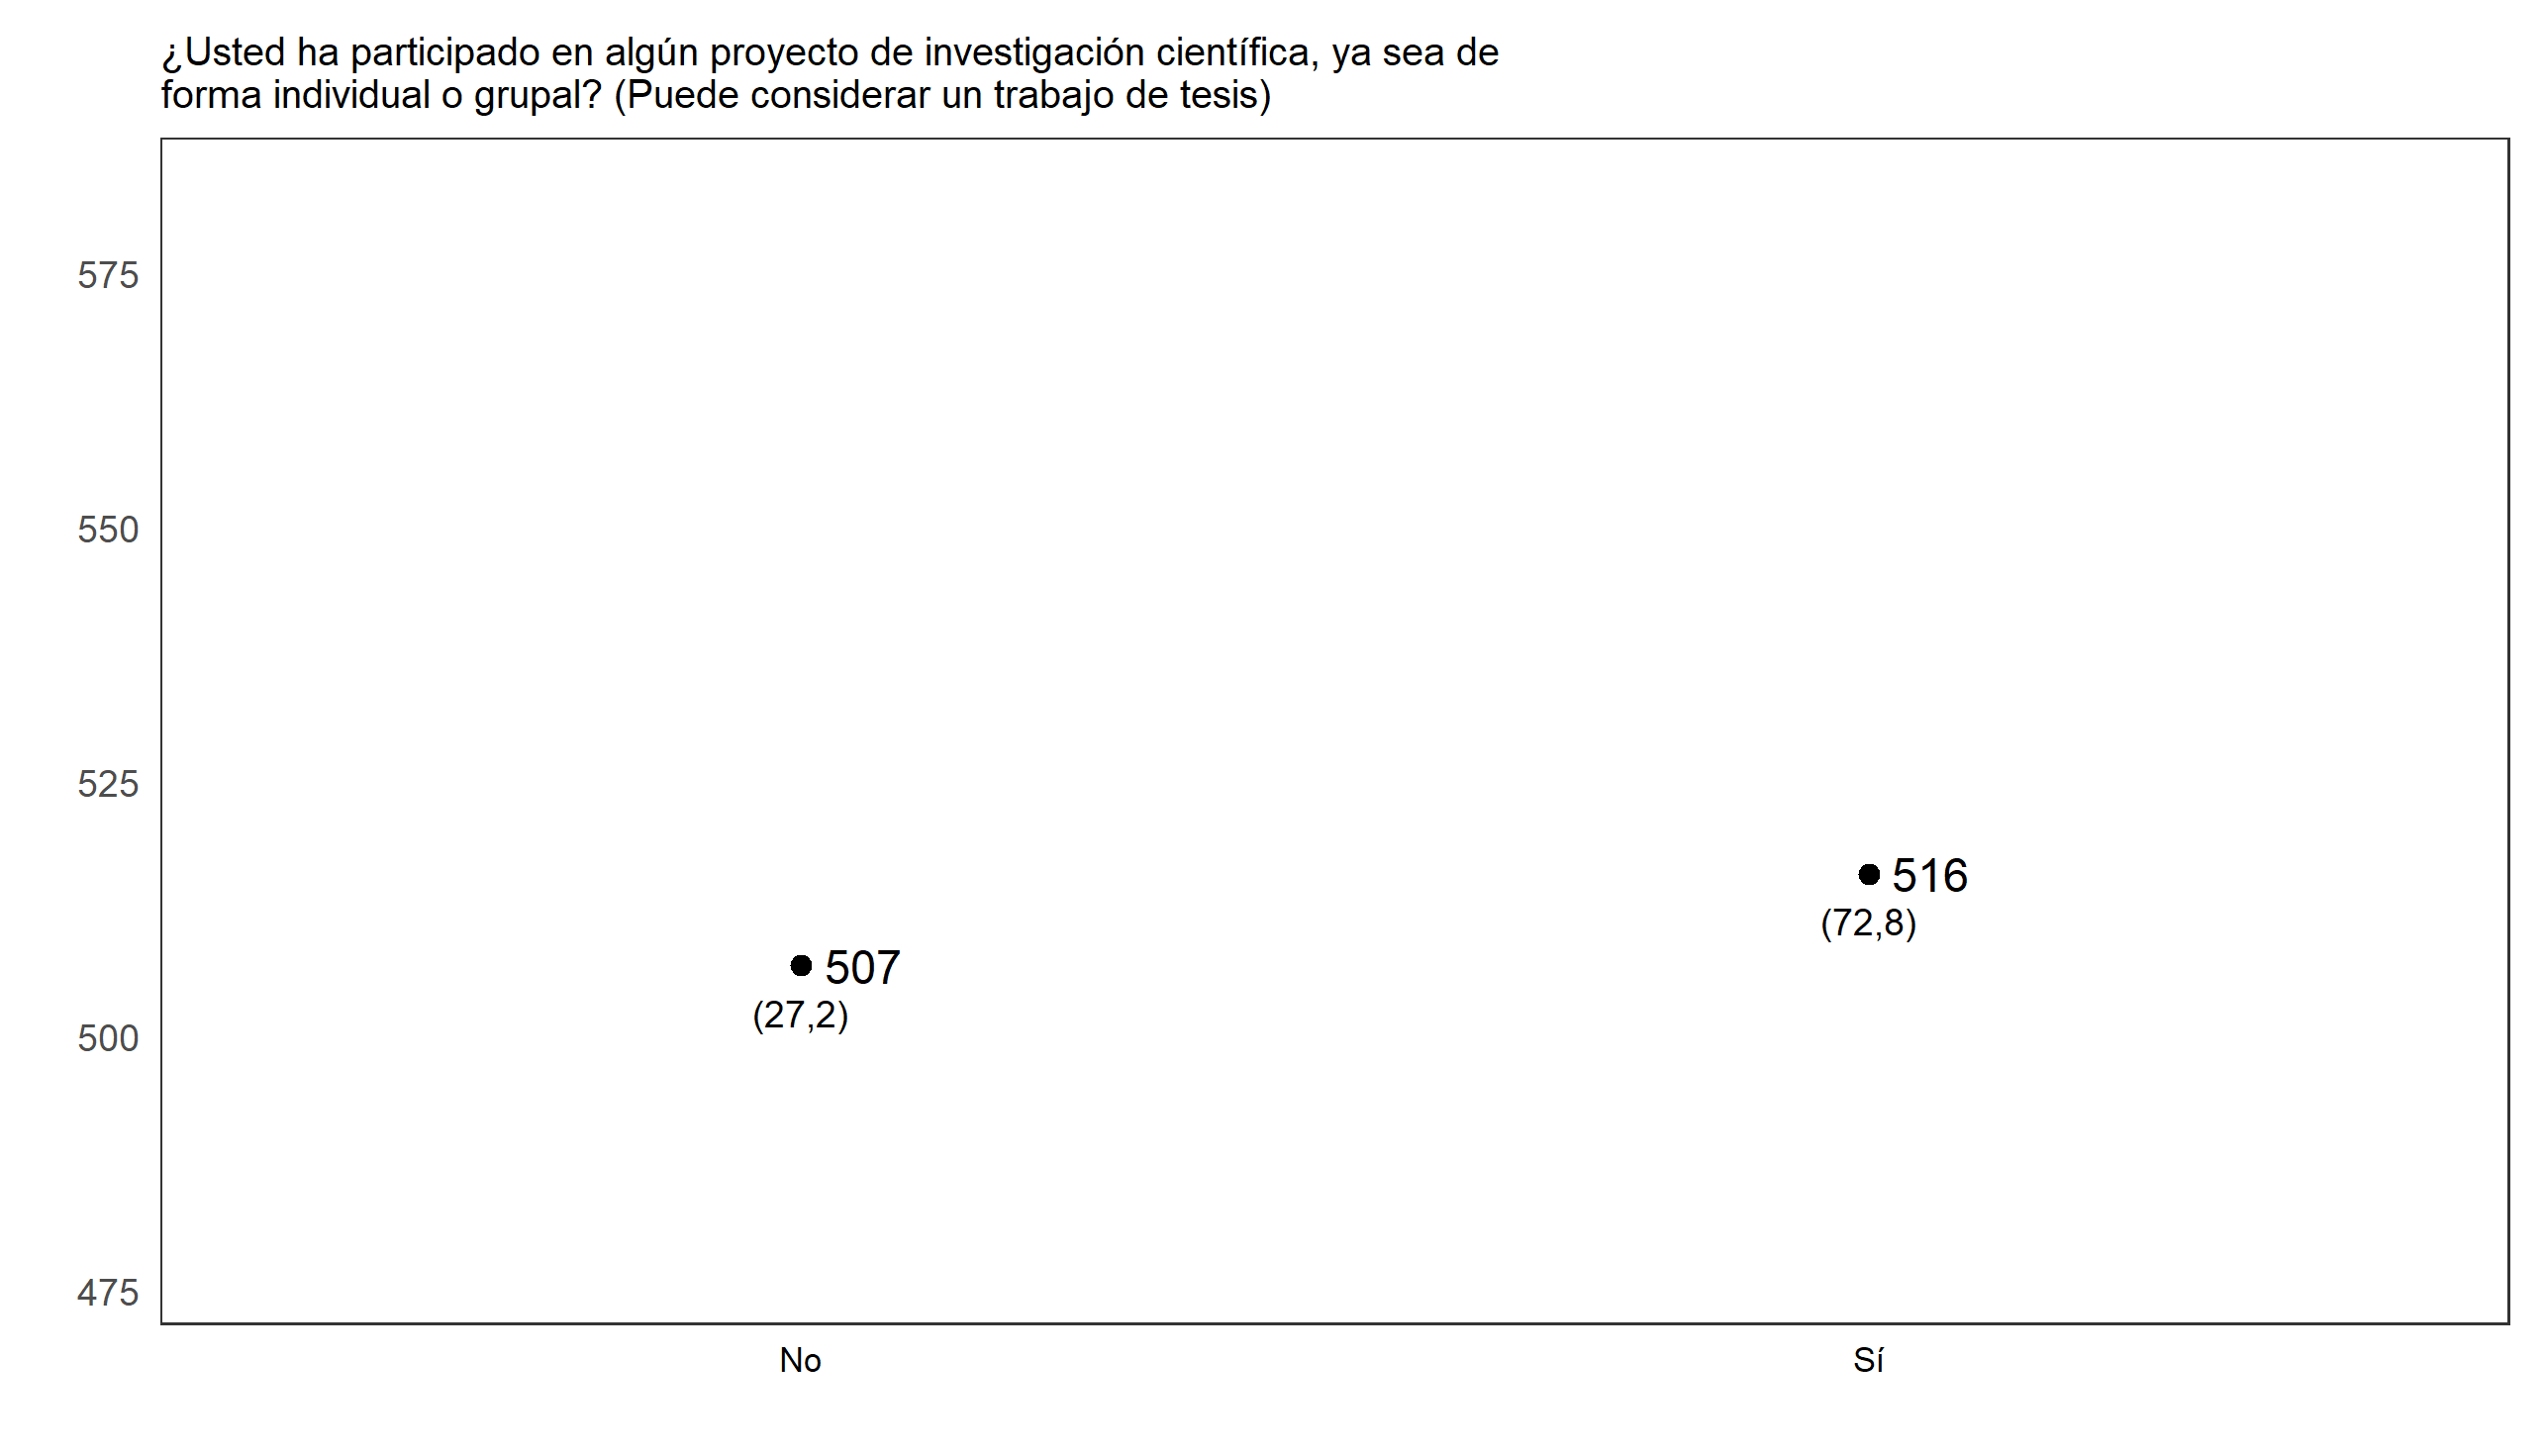 ¿Usted ha participado en algún proyecto de investigación científica, ya sea de
forma individual o grupal? (Puede considerar un trabajo de tesis)
575
550
525
516
(72,8)
507
(27,2)
500
475
No
Sí